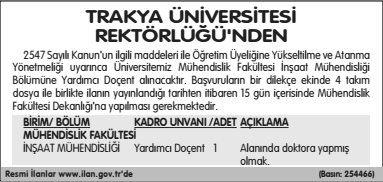 TRAKYA ÜNİVERSİTESİ
REKTÖRLÜĞÜ'NDEN
2547 Sayılı Kanun'un ilgili maddeleri ile Öğretim Üyeliğine Yükseltilme ve Atanma
Yönetmeliği uyarınca Üniversitemiz Mühendislik Fakültesi İnşaat Mühendisliği
Bölümüne Yardımcı Doçent alınacaktır. Başvuruların bir dilekçe ekinde 4 takım
dosya ile birlikte ilanın yayınlandığı tarihten itibaren 15 gün içerisinde Mühendislik
Fakültesi Dekanlığı'na yapılması gerekmektedir.
BİRİM/ BÖLÜM KADRO UNVANI /ADET AÇIKLAMA
MÜHENDİSLİK FAKÜLTESİ
İNŞAAT MÜHENDİSLİĞİ Yardımcı Doçent 1 Alanında doktora yapmış
olmak.
Resmi İlanlar www.ilan.gov.tr'de (Basın: 254466)